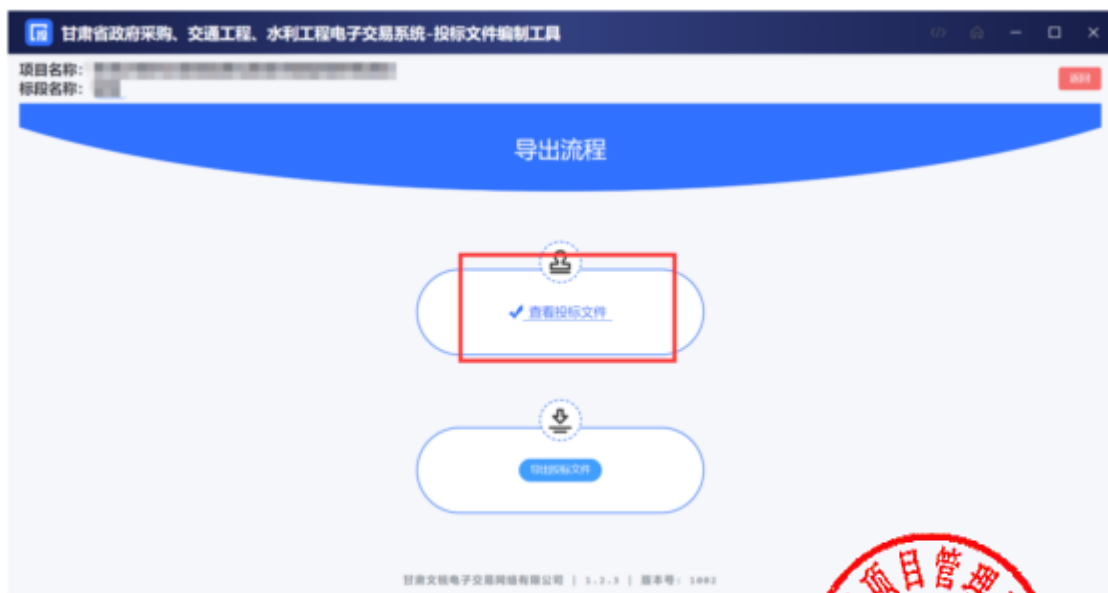 甘肃省政府采购、交通工程、水利工程电子交易系统-投标文件编制工具
项目名称：
标段名称：
返回
导出流程
查看投标文件
导出投标文件
甘肃文锐电子交易网络有限公司 | 1.2.3 | 版本号: 1002
项目管理